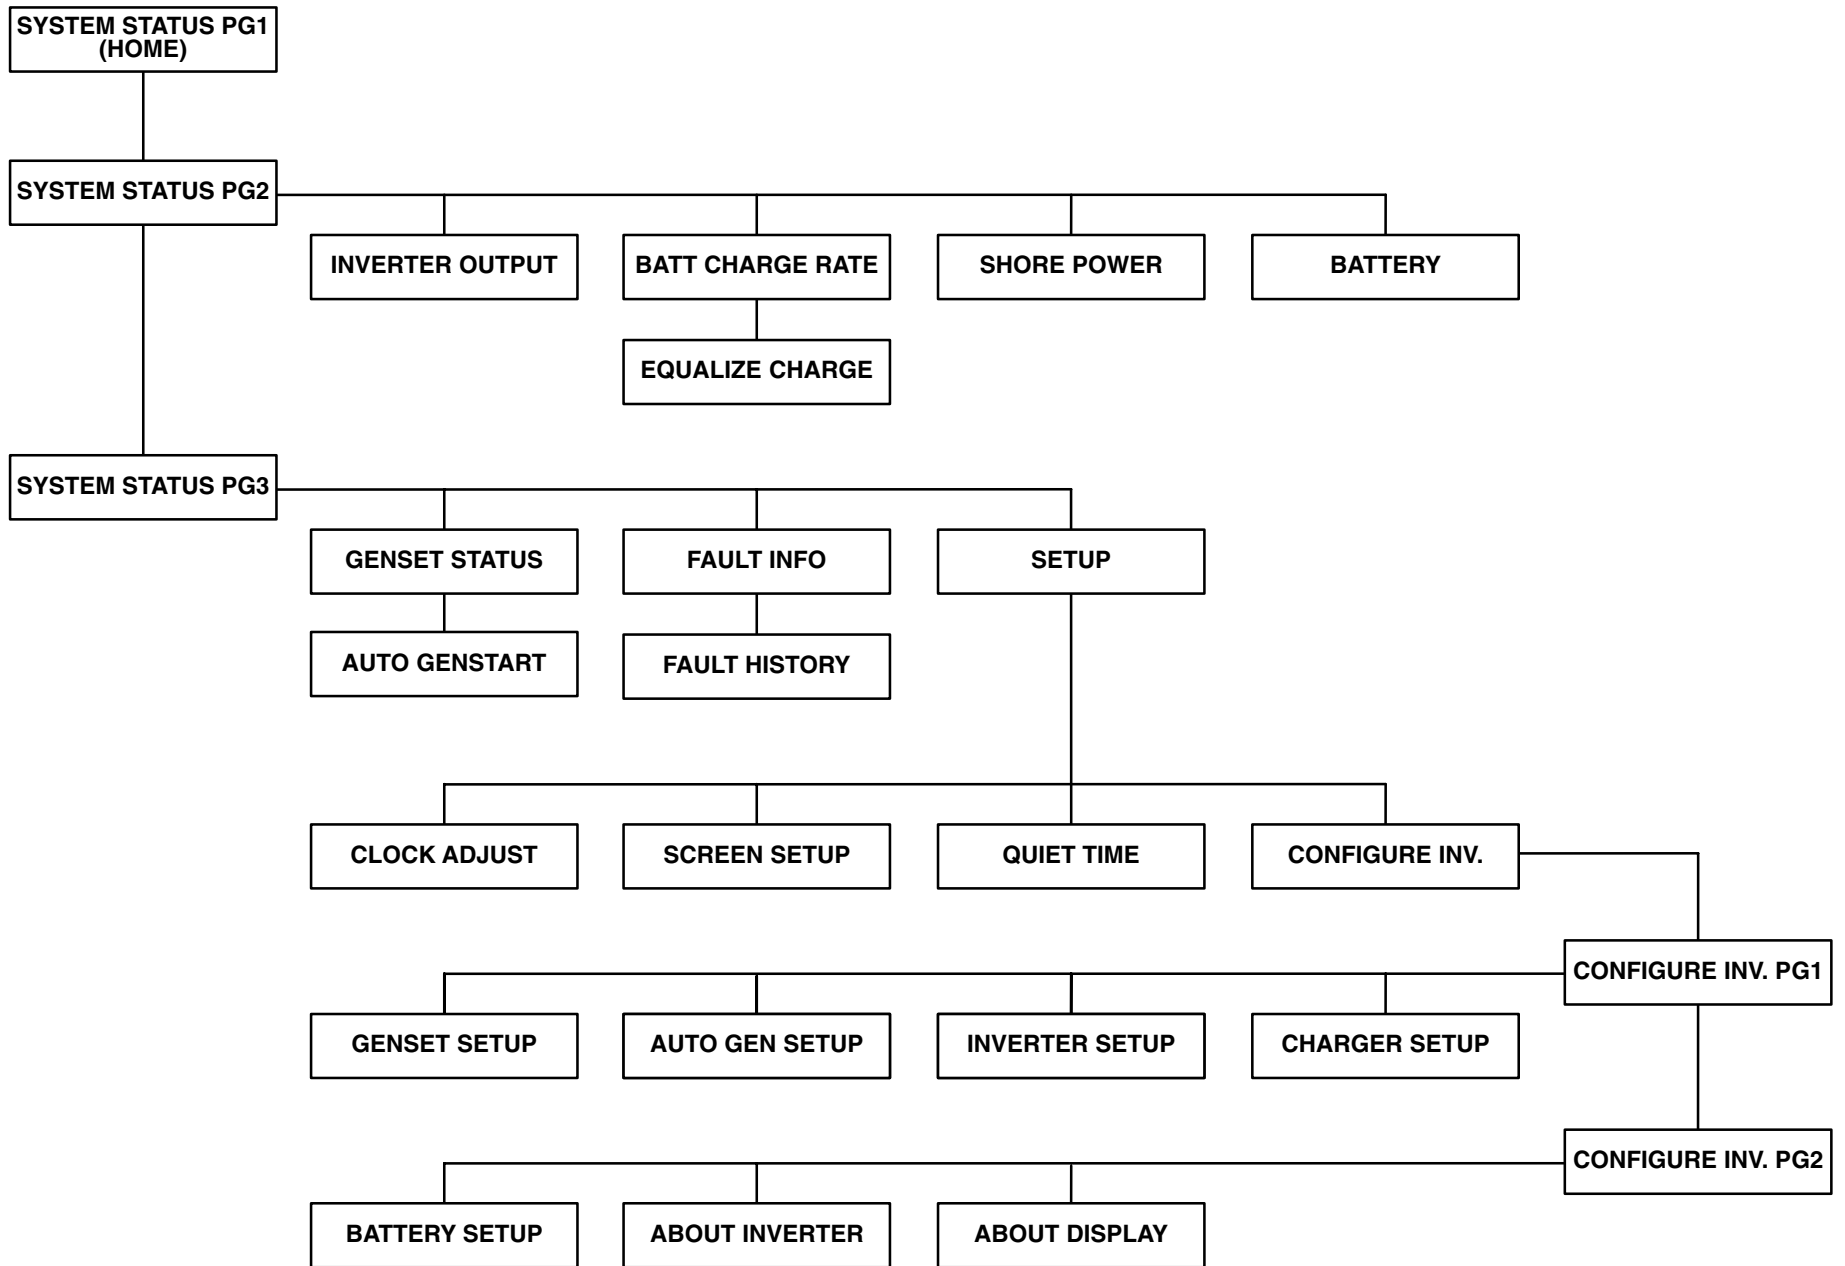 SYSTEM STATUS PG1
(HOME)
SYSTEM STATUS PG2
INVERTER OUTPUT
BATT CHARGE RATE
SHORE POWER
BATTERY
EQUALIZE CHARGE
SYSTEM STATUS PG3
GENSET STATUS
FAULT INFO
SETUP
AUTO GENSTART
FAULT HISTORY
CLOCK ADJUST
SCREEN SETUP
QUIET TIME
CONFIGURE INV.
CONFIGURE INV. PG1
GENSET SETUP
AUTO GEN SETUP
INVERTER SETUP
CHARGER SETUP
CONFIGURE INV. PG2
BATTERY SETUP
ABOUT INVERTER
ABOUT DISPLAY